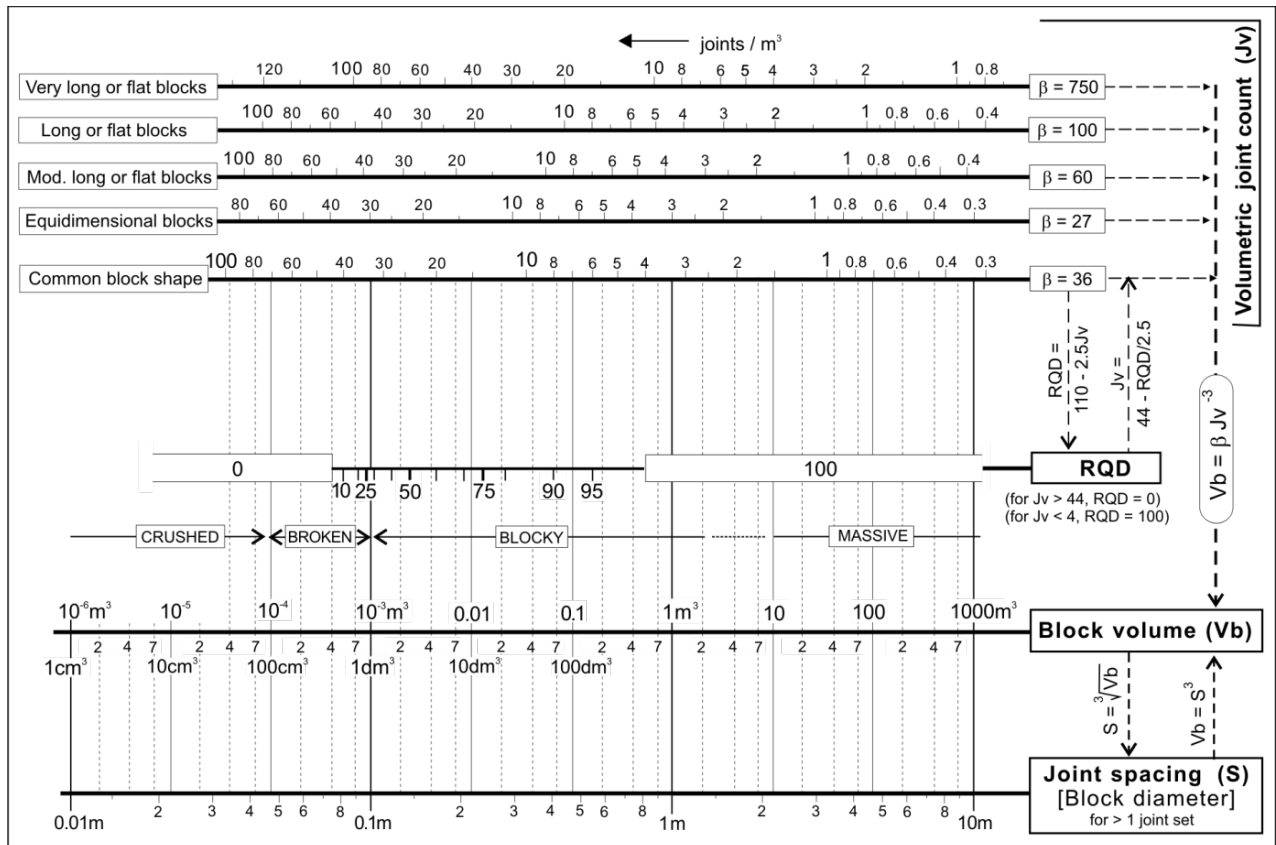 joints / m³
Very long or flat blocks 120 100 80 60 40 30 20 10 8 6 5 4 3 2 1 0.8 β = 750
Long or flat blocks 100 80 60 40 30 20 10 8 6 5 4 3 2 1 0.8 0.6 0.4 β = 100
Mod. long or flat blocks 100 80 60 40 30 20 10 8 6 5 4 3 2 1 0.8 0.6 0.4 β = 60
Equidimensional blocks 80 60 40 30 20 10 8 6 5 4 3 2 1 0.8 0.6 0.4 0.3 β = 27
Common block shape 100 80 60 40 30 20 10 8 6 5 4 3 2 1 0.8 0.6 0.4 0.3 β = 36
Volumetric joint count (Jv)
RQD =
110 - 2.5Jv
Jv =
44 - RQD/2.5
Vb = β Jv⁻³
0 10 25 50 75 90 95 100 RQD
(for Jv > 44, RQD = 0)
(for Jv < 4, RQD = 100)
CRUSHED BROKEN BLOCKY MASSIVE
10⁻⁶m³ 10⁻⁵ 10⁻⁴ 10⁻³m³ 0.01 0.1 1m³ 10 100 1000m³
Block volume (Vb)
2 4 7 2 4 7 2 4 7 2 4 7 2 4 7 2 4 7 2 4 7 2 4 7 2 4 7
1cm³ 10cm³ 100cm³ 1dm³ 10dm³ 100dm³
S = ³√Vb
Vb = S³
Joint spacing (S)
[Block diameter]
for > 1 joint set
2 3 4 5 6 8 2 3 4 5 6 8 2 3 4 5 6 8
0.01m 0.1m 1m 10m